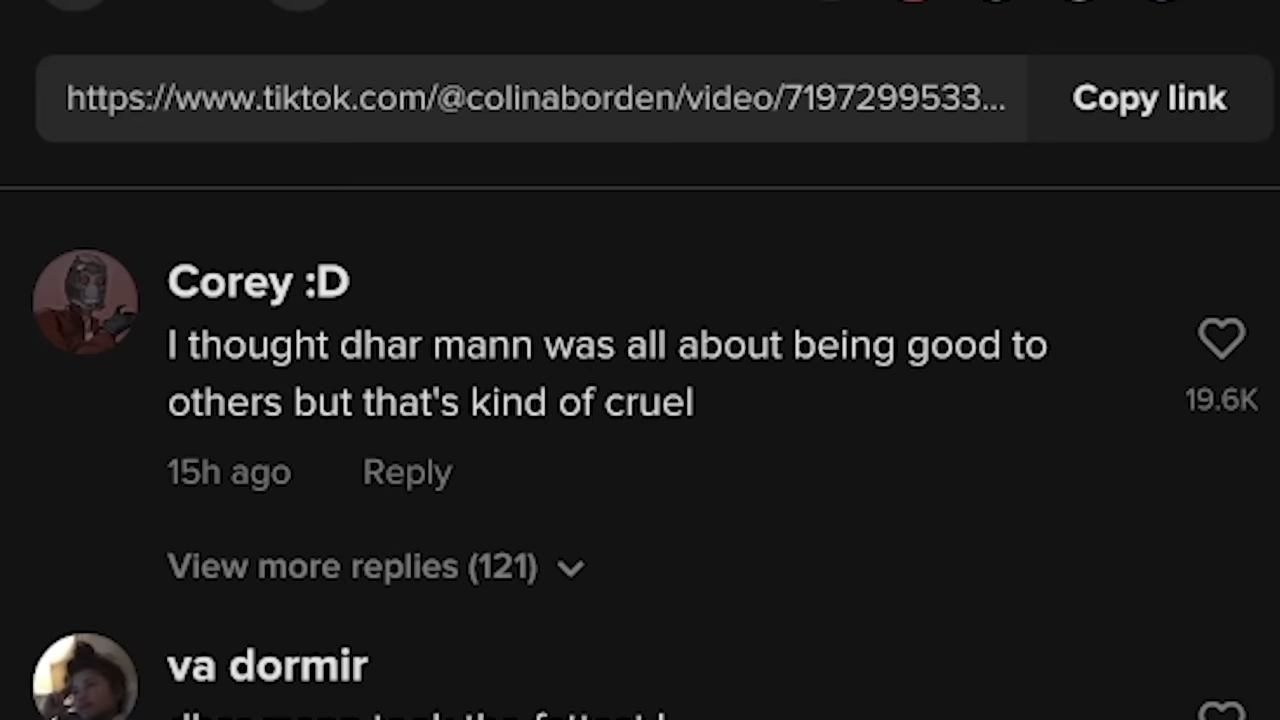 https://www.tiktok.com/@colinaborden/video/7197299533...
Copy link
Corey :D
I thought dhar mann was all about being good to
others but that's kind of cruel
19.6K
15h ago
Reply
View more replies (121)
va dormir